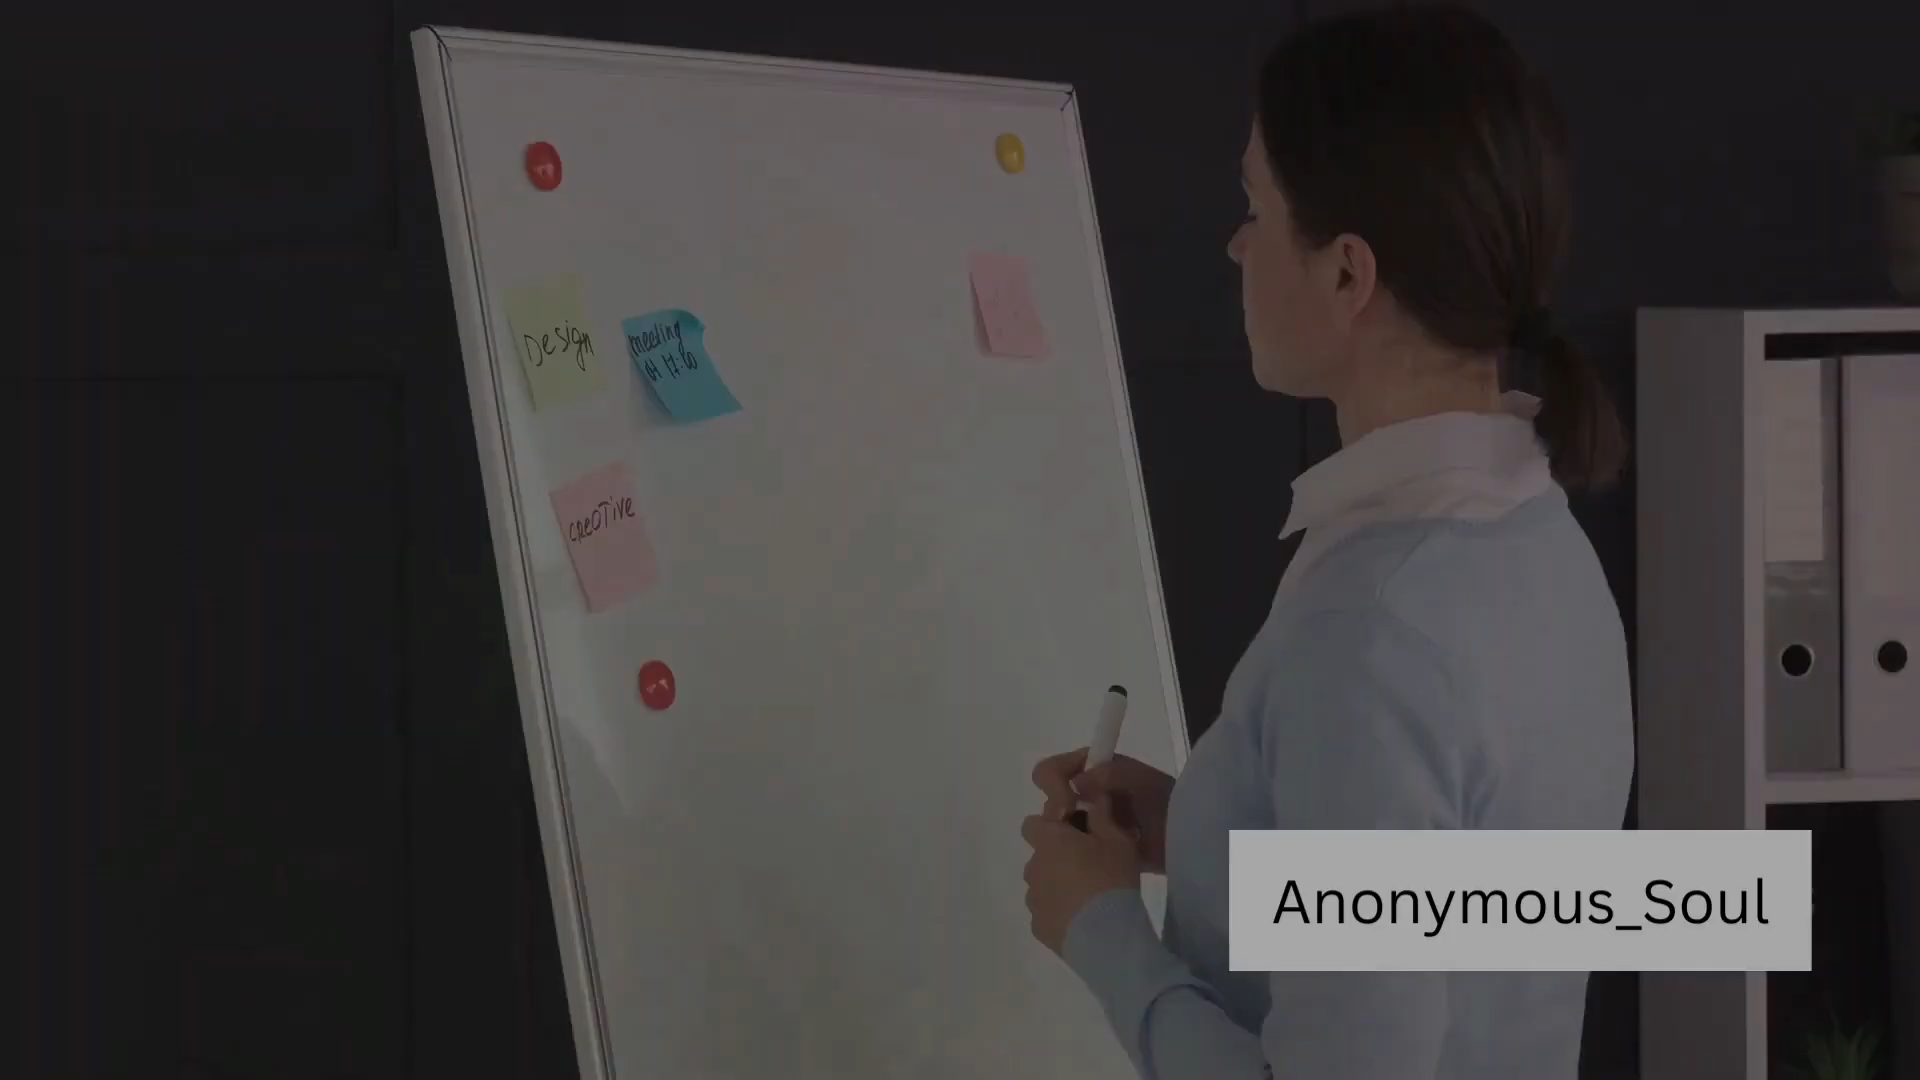 Design
meeting
at 17:00
creative
Anonymous_Soul